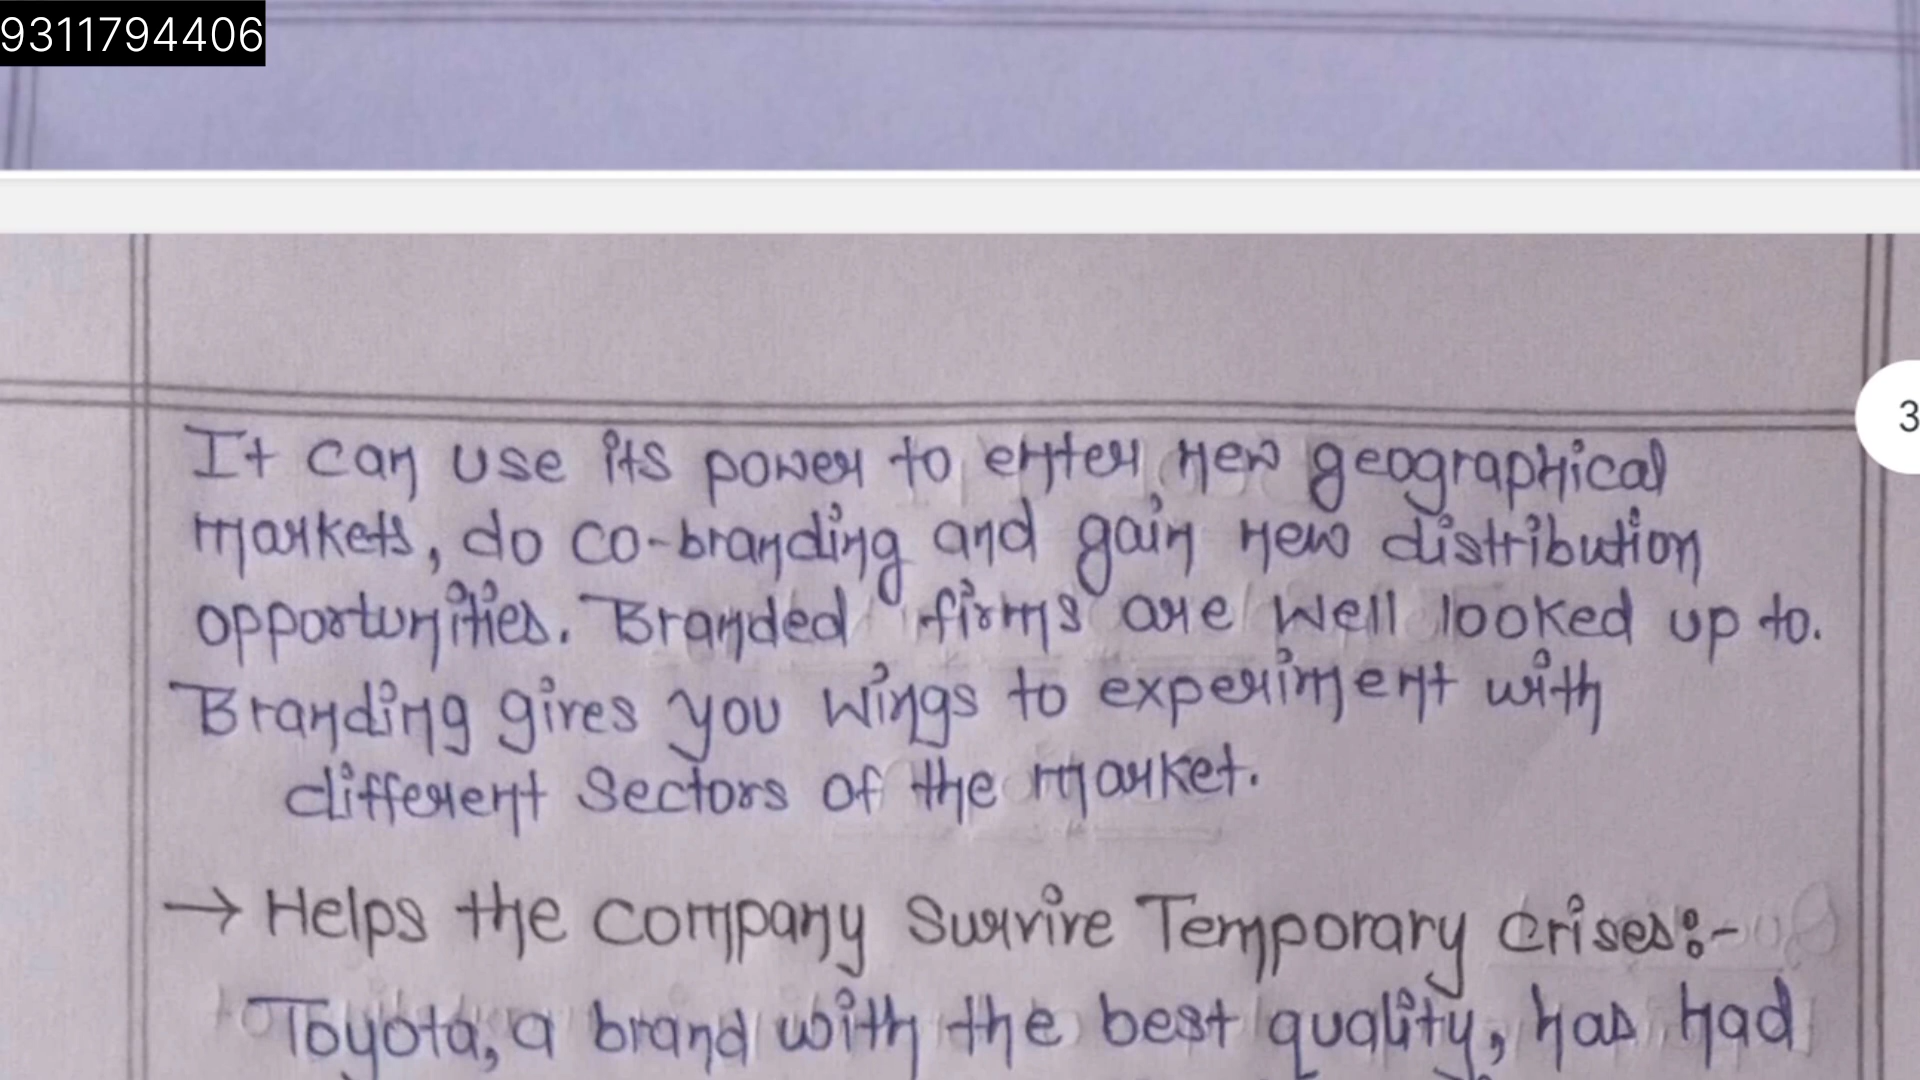 9311794406
3
It can use its power to enter new geographical
markets, do co-branding and gain new distribution
opportunities. Branded firms are well looked up to.
Branding gives you wings to experiment with
different Sectors of the market.
→ Helps the Company Survive Temporary Crises:-
Toyota, a brand with the best quality, has had